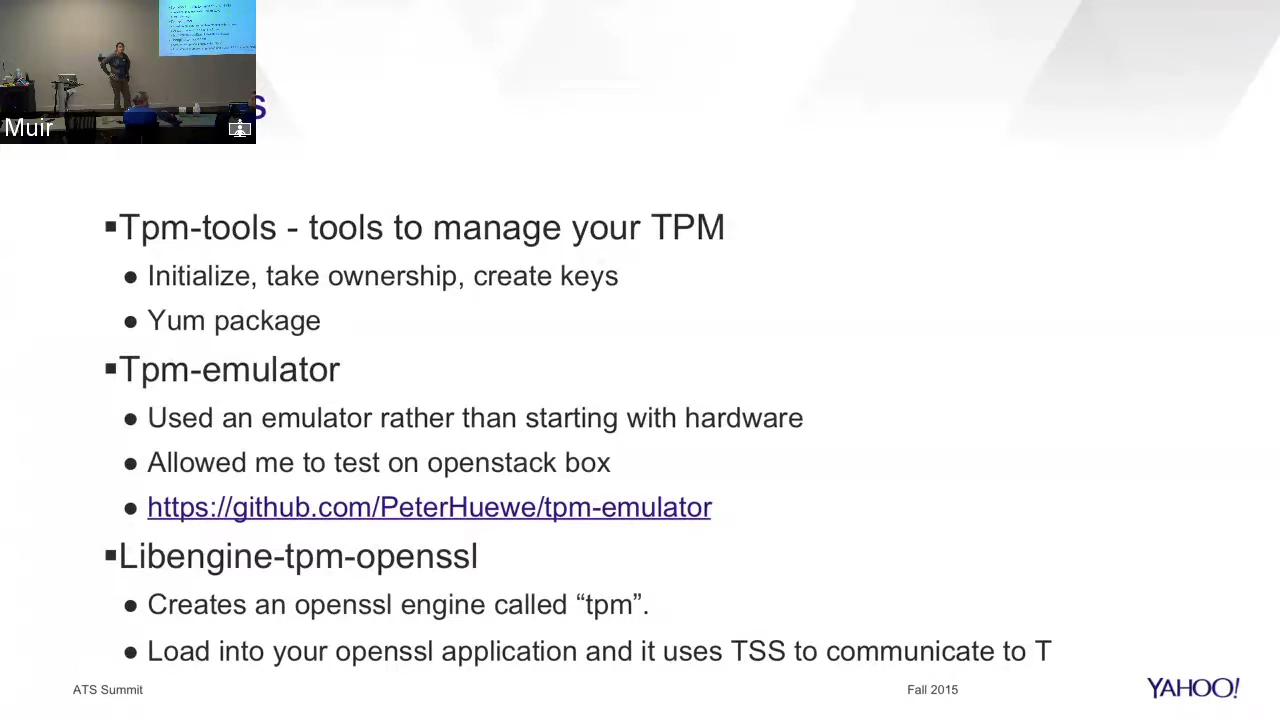 Muir
▪Tpm-tools - tools to manage your TPM
● Initialize, take ownership, create keys
● Yum package
▪Tpm-emulator
● Used an emulator rather than starting with hardware
● Allowed me to test on openstack box
● https://github.com/PeterHuewe/tpm-emulator
▪Libengine-tpm-openssl
● Creates an openssl engine called “tpm”.
● Load into your openssl application and it uses TSS to communicate to T
ATS Summit
Fall 2015
YAHOO!